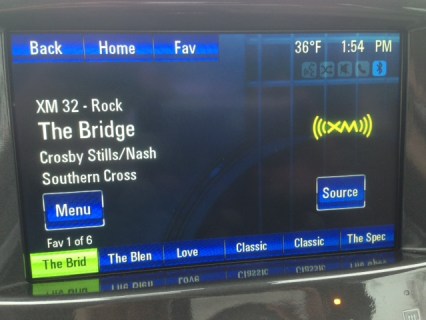 Back Home Fav 36°F 1:54 PM
XM 32 - Rock
The Bridge
XM
Crosby Stills/Nash
Southern Cross
Menu
Source
Fav 1 of 6
The Brid The Blen Love Classic Classic The Spec